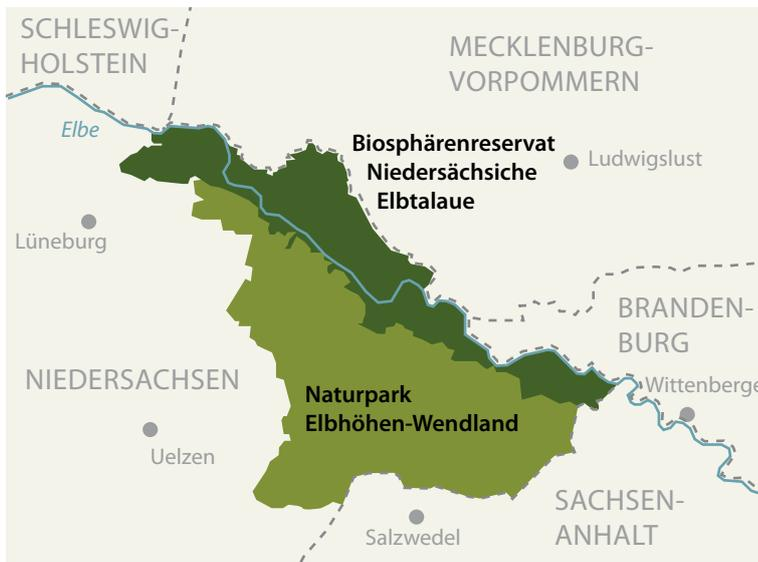 SCHLESWIG-
HOLSTEIN
MECKLENBURG-
VORPOMMERN
Elbe
Biosphärenreservat
Niedersächsiche
Elbtalaue
Ludwigslust
Lüneburg
BRANDEN-
BURG
NIEDERSACHSEN
Wittenberge
Naturpark
Elbhöhen-Wendland
Uelzen
SACHSEN-
ANHALT
Salzwedel